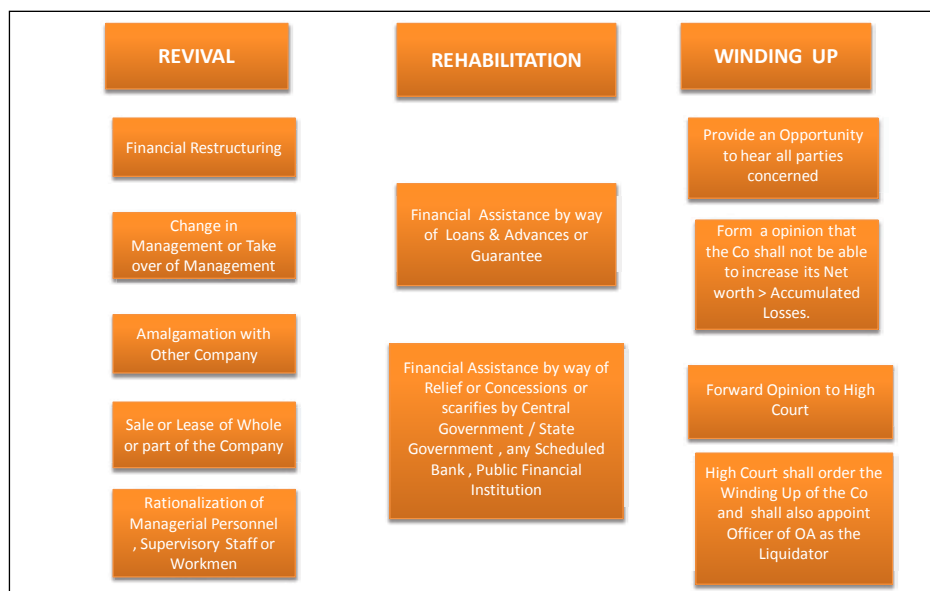 REVIVAL
Financial Restructuring
Change in
Management or Take
over of Management
Amalgamation with
Other Company
Sale or Lease of Whole
or part of the Company
Rationalization of
Managerial Personnel
, Supervisory Staff or
Workmen
REHABILITATION
Financial Assistance by way
of Loans & Advances or
Guarantee
Financial Assistance by way of
Relief or Concessions or
scarifies by Central
Government / State
Government , any Scheduled
Bank , Public Financial
Institution
WINDING UP
Provide an Opportunity
to hear all parties
concerned
Form a opinion that
the Co shall not be able
to increase its Net
worth > Accumulated
Losses.
Forward Opinion to High
Court
High Court shall order the
Winding Up of the Co
and shall also appoint
Officer of OA as the
Liquidator